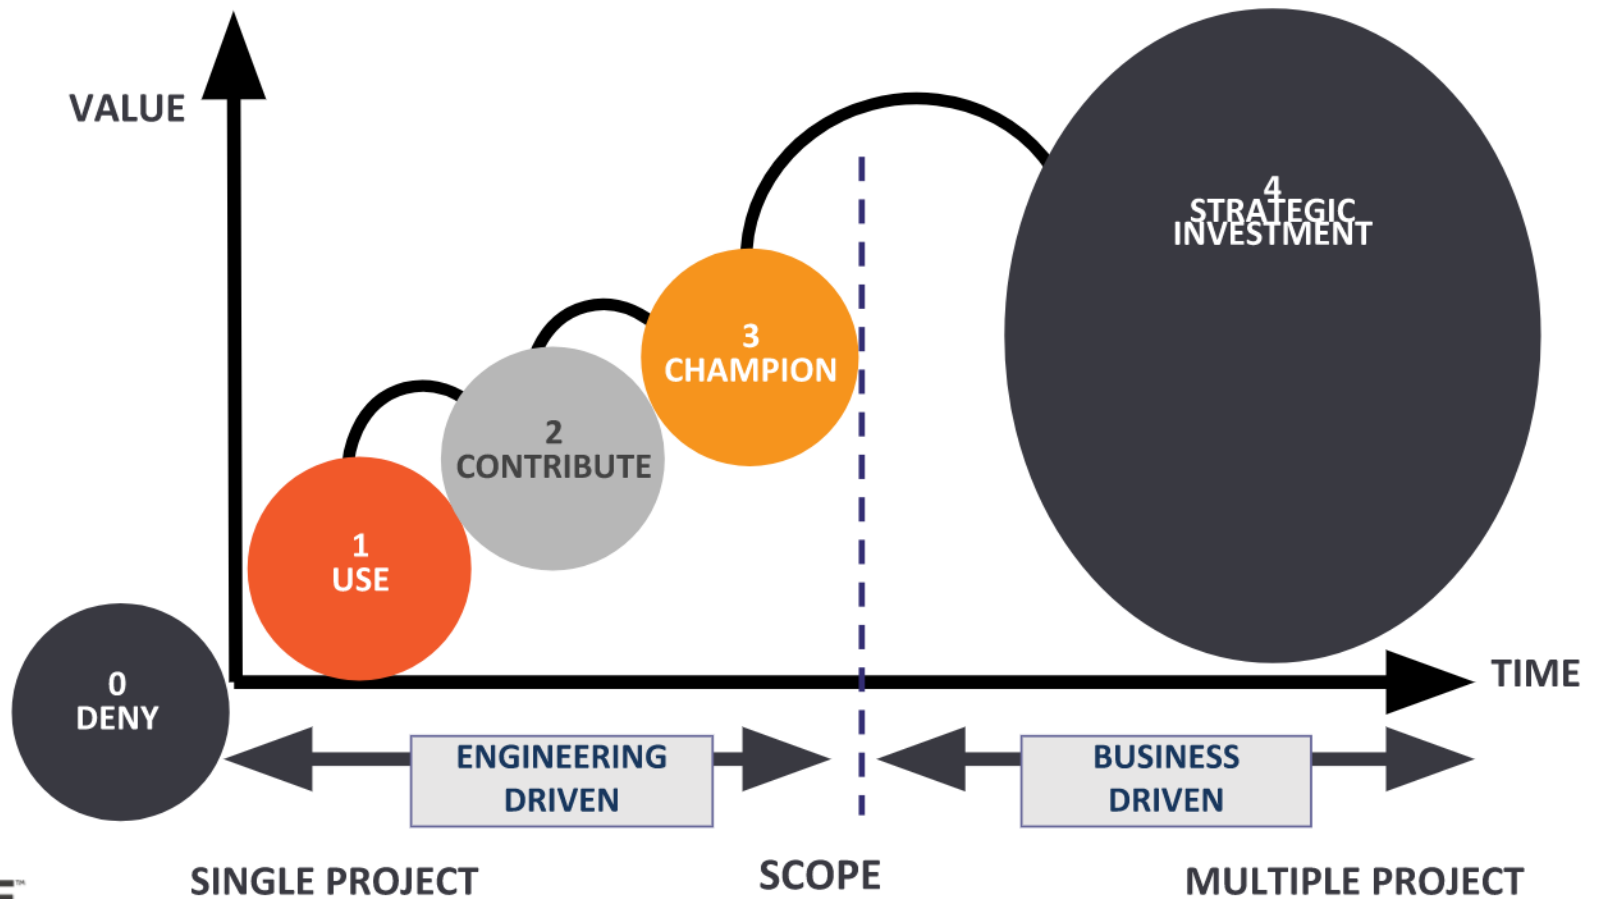 VALUE
4
STRATEGIC
INVESTMENT
3
CHAMPION
2
CONTRIBUTE
1
USE
0
DENY
TIME
ENGINEERING
DRIVEN
BUSINESS
DRIVEN
SINGLE PROJECT
SCOPE
MULTIPLE PROJECT